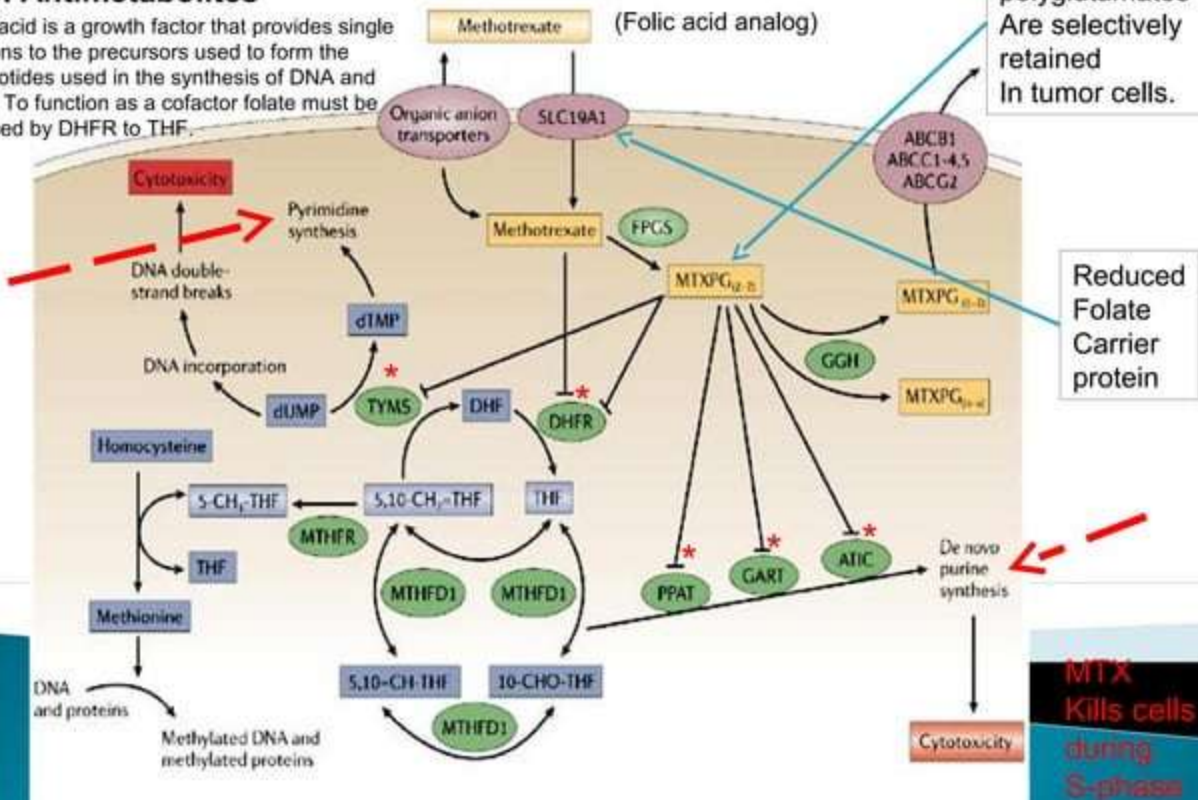 Antimetabolites
acid is a growth factor that provides single
ns to the precursors used to form the
otides used in the synthesis of DNA and
To function as a cofactor folate must be
ed by DHFR to THF.
Methotrexate
(Folic acid analog)
polyglutamates
Are selectively
retained
In tumor cells.
Organic anion
transporters
SLC19A1
ABCB1
ABCC1-4,5
ABCG2
Cytotoxicity
Pyrimidine
synthesis
Methotrexate
FPGS
DNA double-
strand breaks
MTXPG(2-7)
MTXPG
Reduced
Folate
Carrier
protein
dTMP
GGH
DNA incorporation
*
*
MTXPG
dUMP
TYMS
DHF
DHFR
Homocysteine
5-CH3-THF
5,10-CH2=THF
THF
MTHFR
*
*
*
THF
ATIC
GART
PPAT
De novo
purine
synthesis
MTHFD1
MTHFD1
Methionine
5,10=CH-THF
10-CHO-THF
DNA
and proteins
MTHFD1
Methylated DNA and
methylated proteins
Cytotoxicity
MTX
Kills cells
during
S-phase